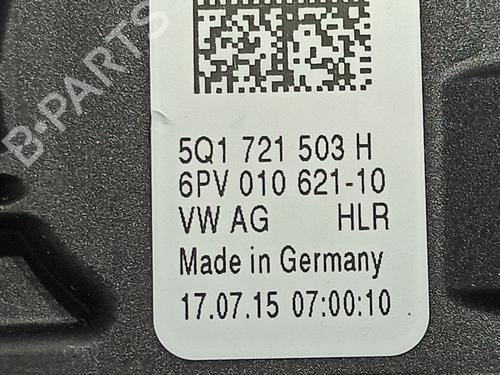 B-PARTS
5Q1 721 503 H
6PV 010 621-10
VW AG HLR
Made in Germany
17.07.15 07:00:10